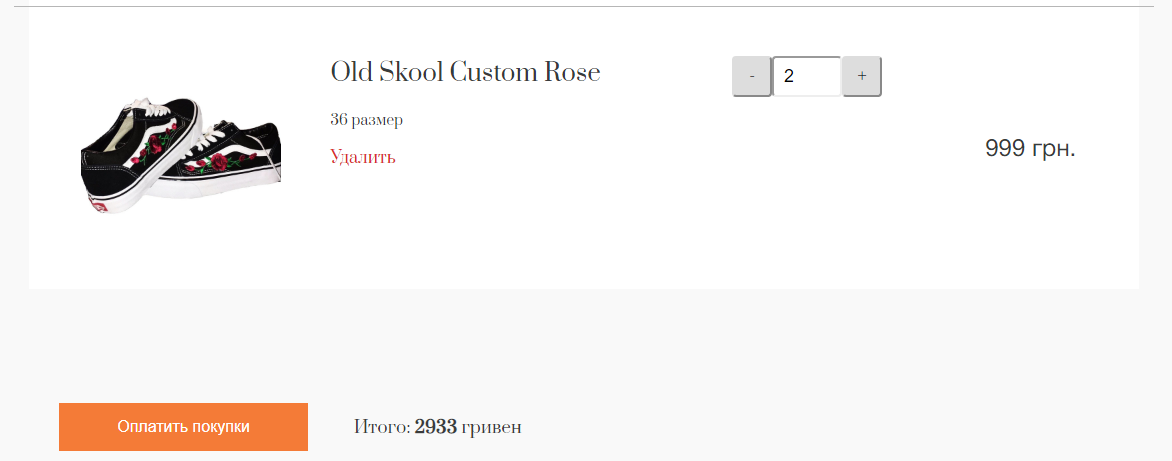 Old Skool Custom Rose
- 2 +
36 размер
999 грн.
Удалить
Оплатить покупки
Итого: 2933 гривен